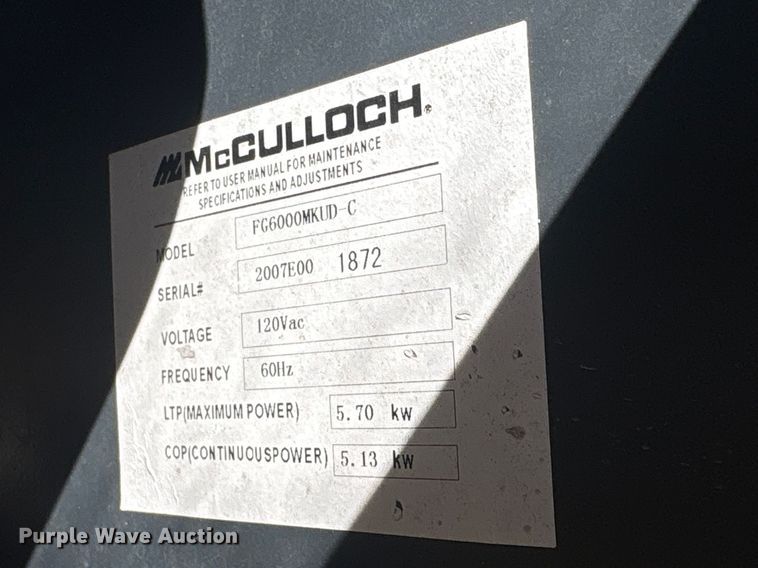 McCULLOCH®
REFER TO USER MANUAL FOR MAINTENANCE
SPECIFICATIONS AND ADJUSTMENTS
MODEL FG6000MKUD-C
SERIAL# 2007E00 1872
VOLTAGE 120Vac
FREQUENCY 60Hz
LTP(MAXIMUM POWER) 5.70 kw
COP(CONTINUOUSPOWER) 5.13 kw
Purple Wave Auction